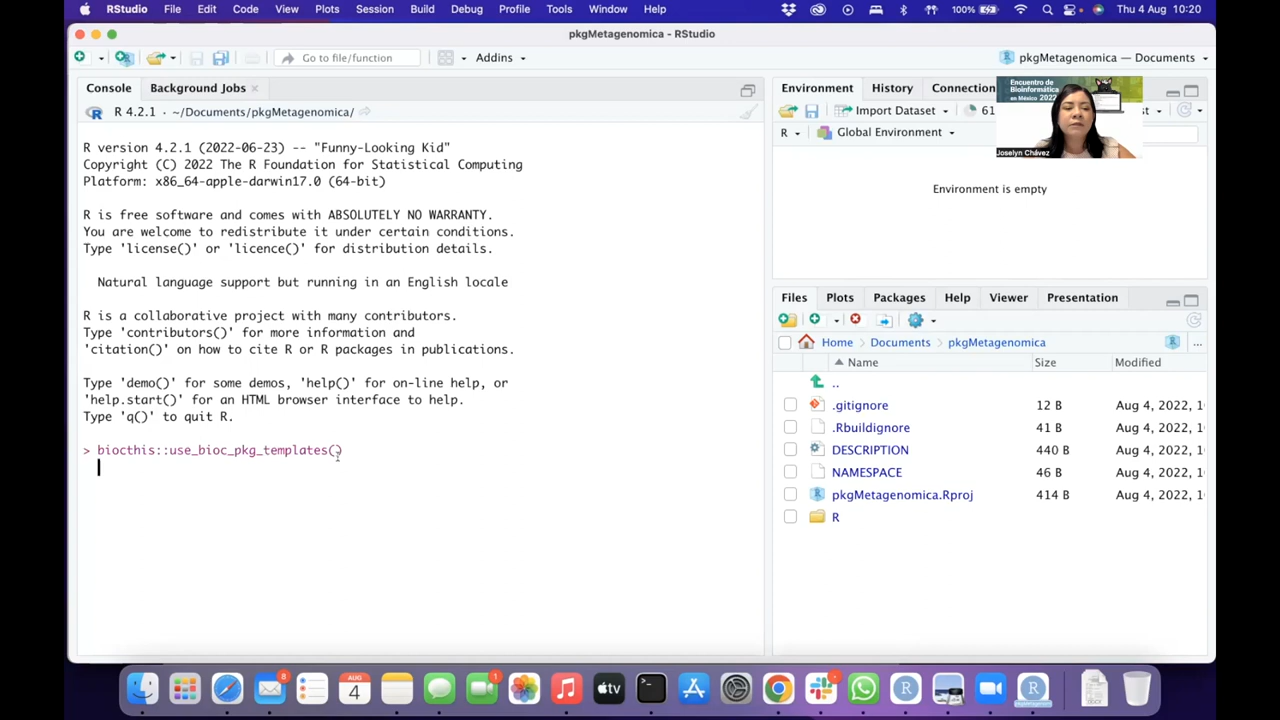 RStudio File Edit Code View Plots Session Build Debug Profile Tools Window Help 100% Thu 4 Aug 10:20
pkgMetagenomica - RStudio
Go to file/function Addins pkgMetagenomica — Documents
Console Background Jobs
R 4.2.1 · ~/Documents/pkgMetagenomica/
R version 4.2.1 (2022-06-23) -- "Funny-Looking Kid"
Copyright (C) 2022 The R Foundation for Statistical Computing
Platform: x86_64-apple-darwin17.0 (64-bit)
R is free software and comes with ABSOLUTELY NO WARRANTY.
You are welcome to redistribute it under certain conditions.
Type 'license()' or 'licence()' for distribution details.
Natural language support but running in an English locale
R is a collaborative project with many contributors.
Type 'contributors()' for more information and
'citation()' on how to cite R or R packages in publications.
Type 'demo()' for some demos, 'help()' for on-line help, or
'help.start()' for an HTML browser interface to help.
Type 'q()' to quit R.
> biocthis::use_bioc_pkg_templates()
Environment History Connection
Import Dataset 61
R Global Environment
Encuentro de
Bioinformática
en México 2022
Joselyn Chávez
Environment is empty
Files Plots Packages Help Viewer Presentation
Home Documents pkgMetagenomica ...
Name Size Modified
..
.gitignore 12 B Aug 4, 2022, 1
.Rbuildignore 41 B Aug 4, 2022, 1
DESCRIPTION 440 B Aug 4, 2022, 1
NAMESPACE 46 B Aug 4, 2022, 1
pkgMetagenomica.Rproj 414 B Aug 4, 2022, 1
R
8
AUG
4
1
tv